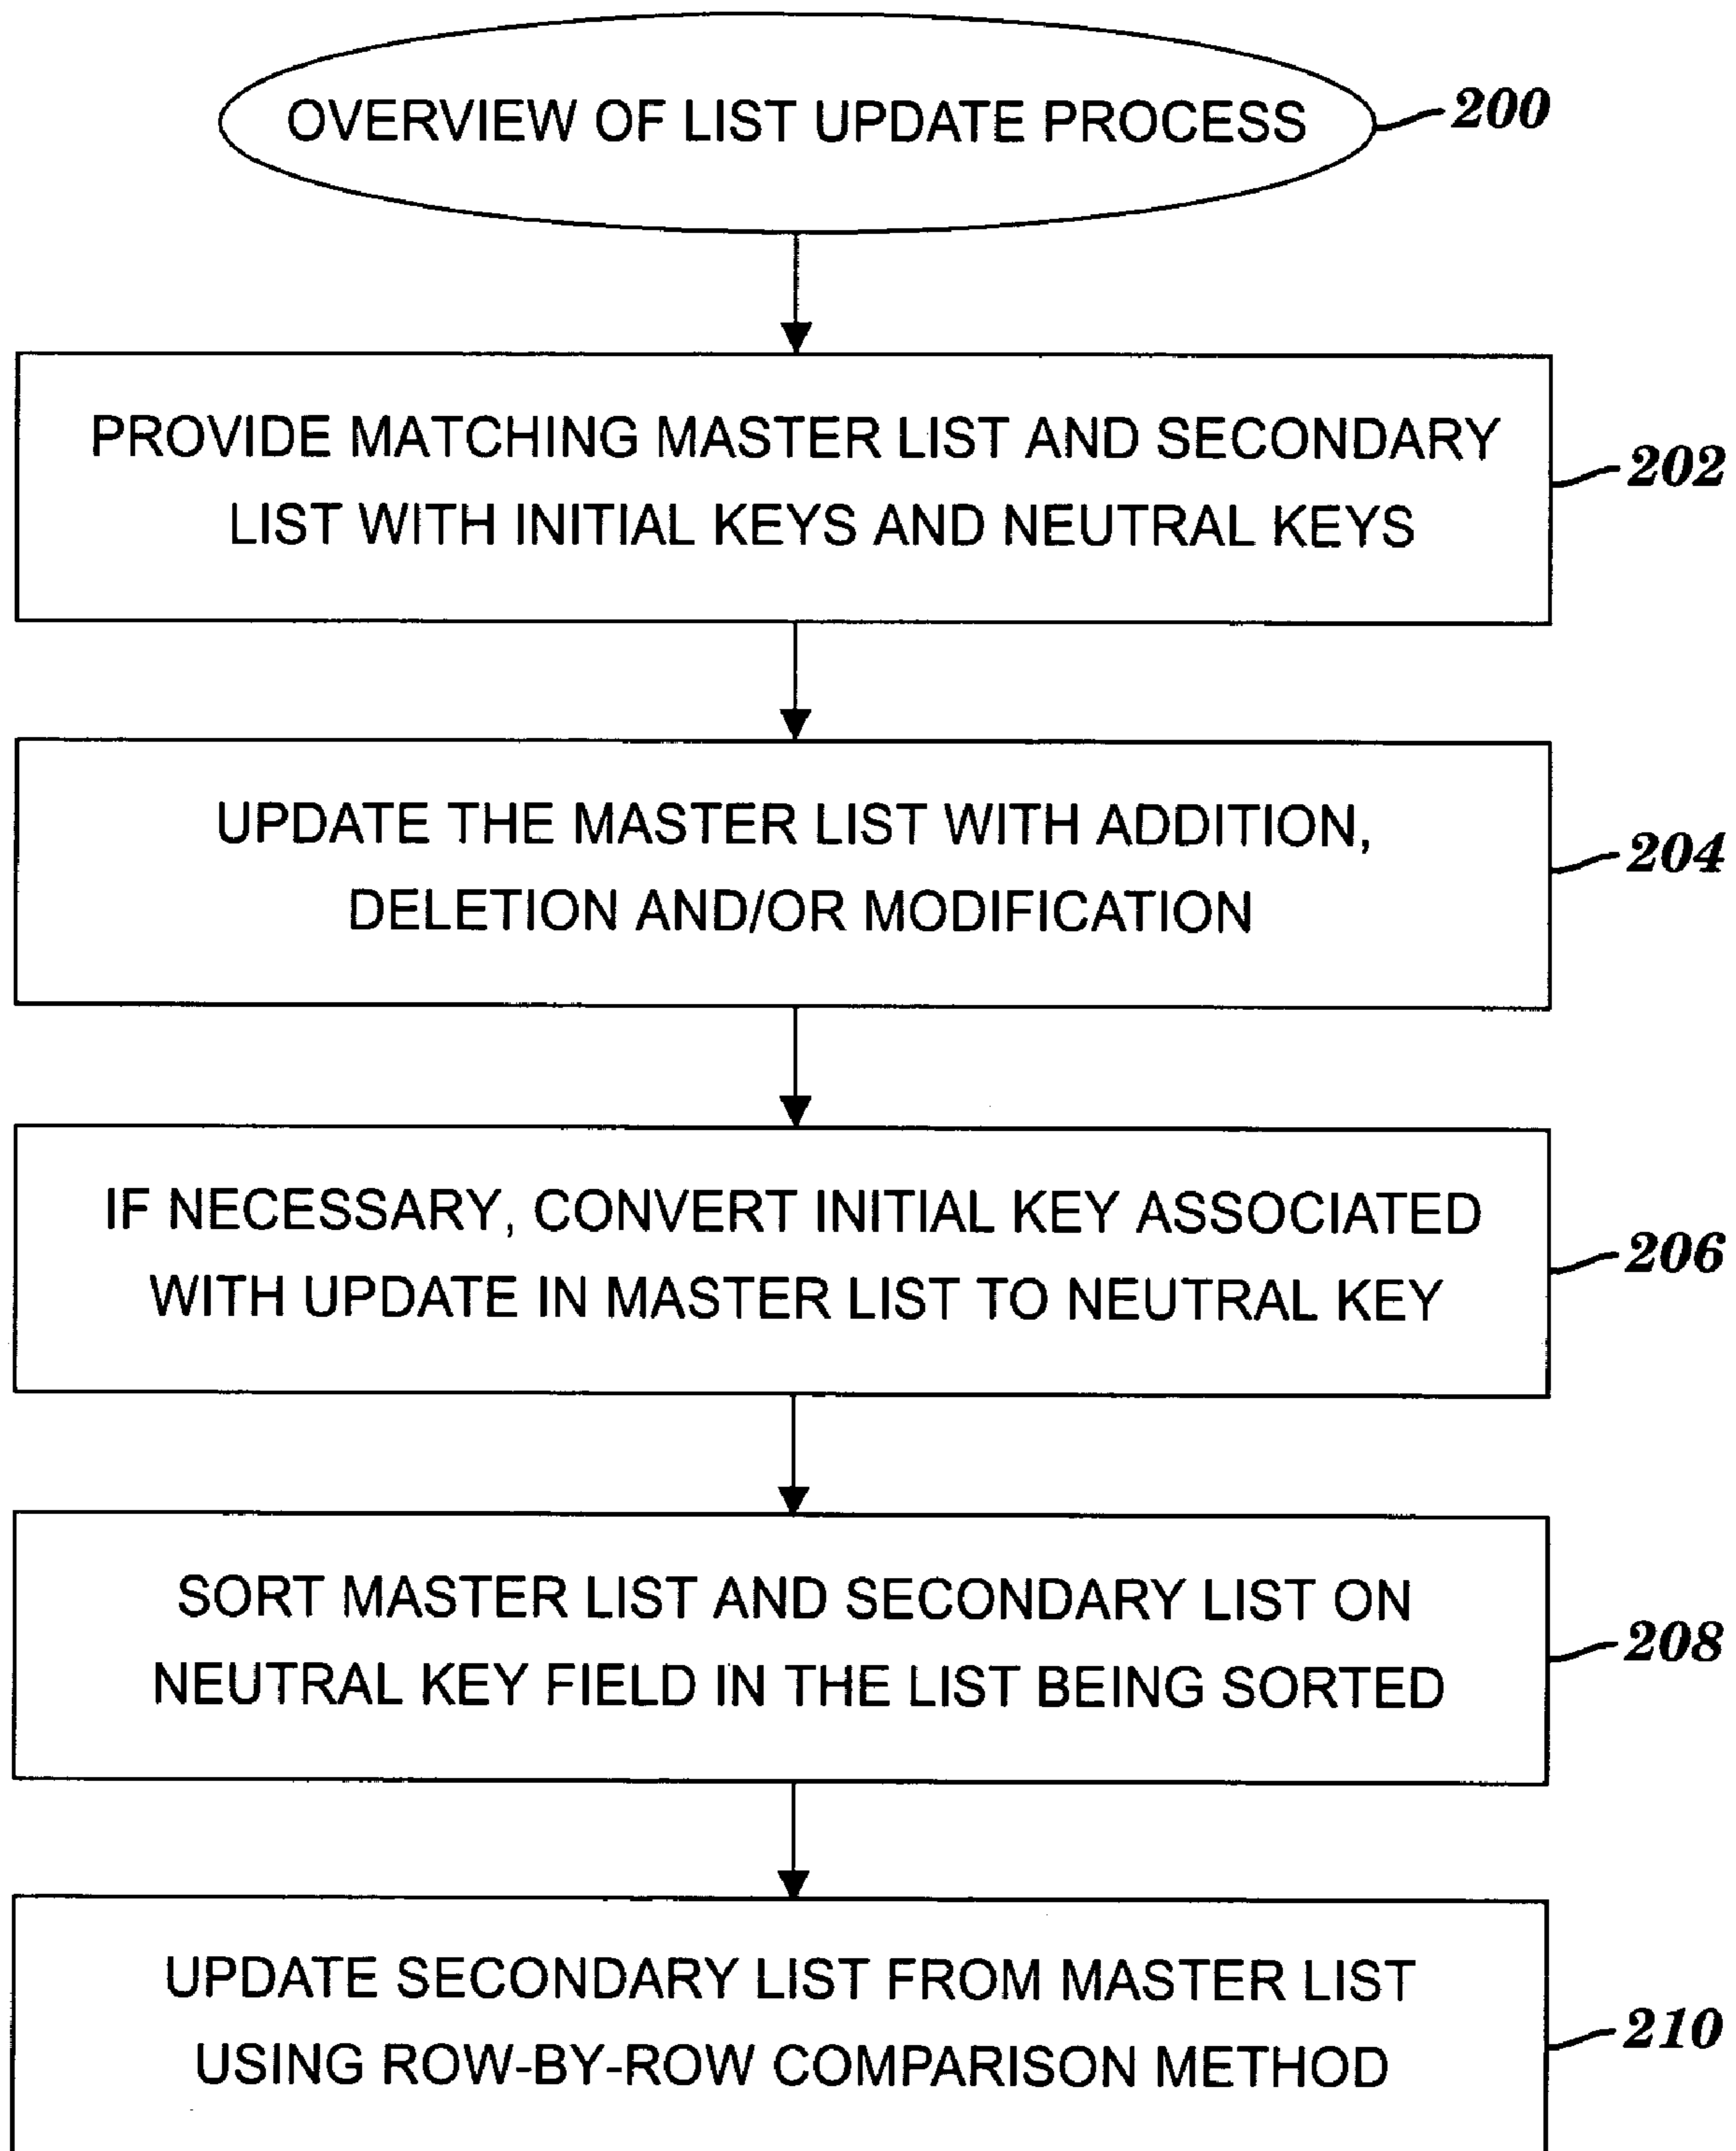 OVERVIEW OF LIST UPDATE PROCESS
200
PROVIDE MATCHING MASTER LIST AND SECONDARY
LIST WITH INITIAL KEYS AND NEUTRAL KEYS
202
UPDATE THE MASTER LIST WITH ADDITION,
DELETION AND/OR MODIFICATION
204
IF NECESSARY, CONVERT INITIAL KEY ASSOCIATED
WITH UPDATE IN MASTER LIST TO NEUTRAL KEY
206
SORT MASTER LIST AND SECONDARY LIST ON
NEUTRAL KEY FIELD IN THE LIST BEING SORTED
208
UPDATE SECONDARY LIST FROM MASTER LIST
USING ROW-BY-ROW COMPARISON METHOD
210